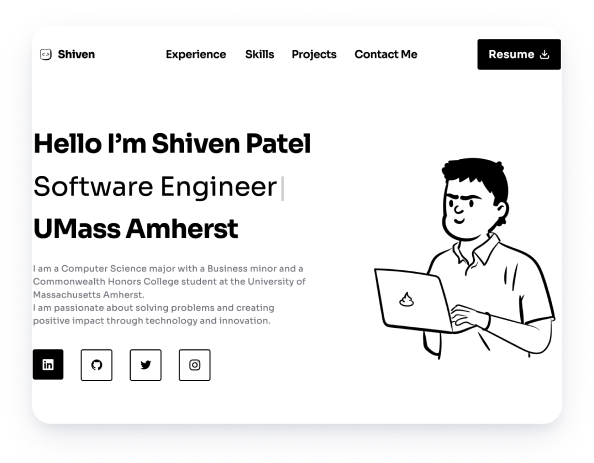 Shiven
Experience Skills Projects Contact Me
Resume
Hello I’m Shiven Patel
Software Engineer|
UMass Amherst
I am a Computer Science major with a Business minor and a
Commonwealth Honors College student at the University of
Massachusetts Amherst.
I am passionate about solving problems and creating
positive impact through technology and innovation.